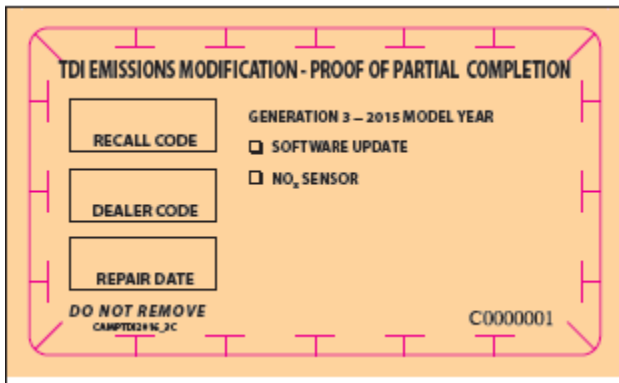 TDI EMISSIONS MODIFICATION - PROOF OF PARTIAL COMPLETION
GENERATION 3 – 2015 MODEL YEAR
RECALL CODE
❑ SOFTWARE UPDATE
❑ NOx SENSOR
DEALER CODE
REPAIR DATE
DO NOT REMOVE
CAMPTDI2016_2C
C0000001